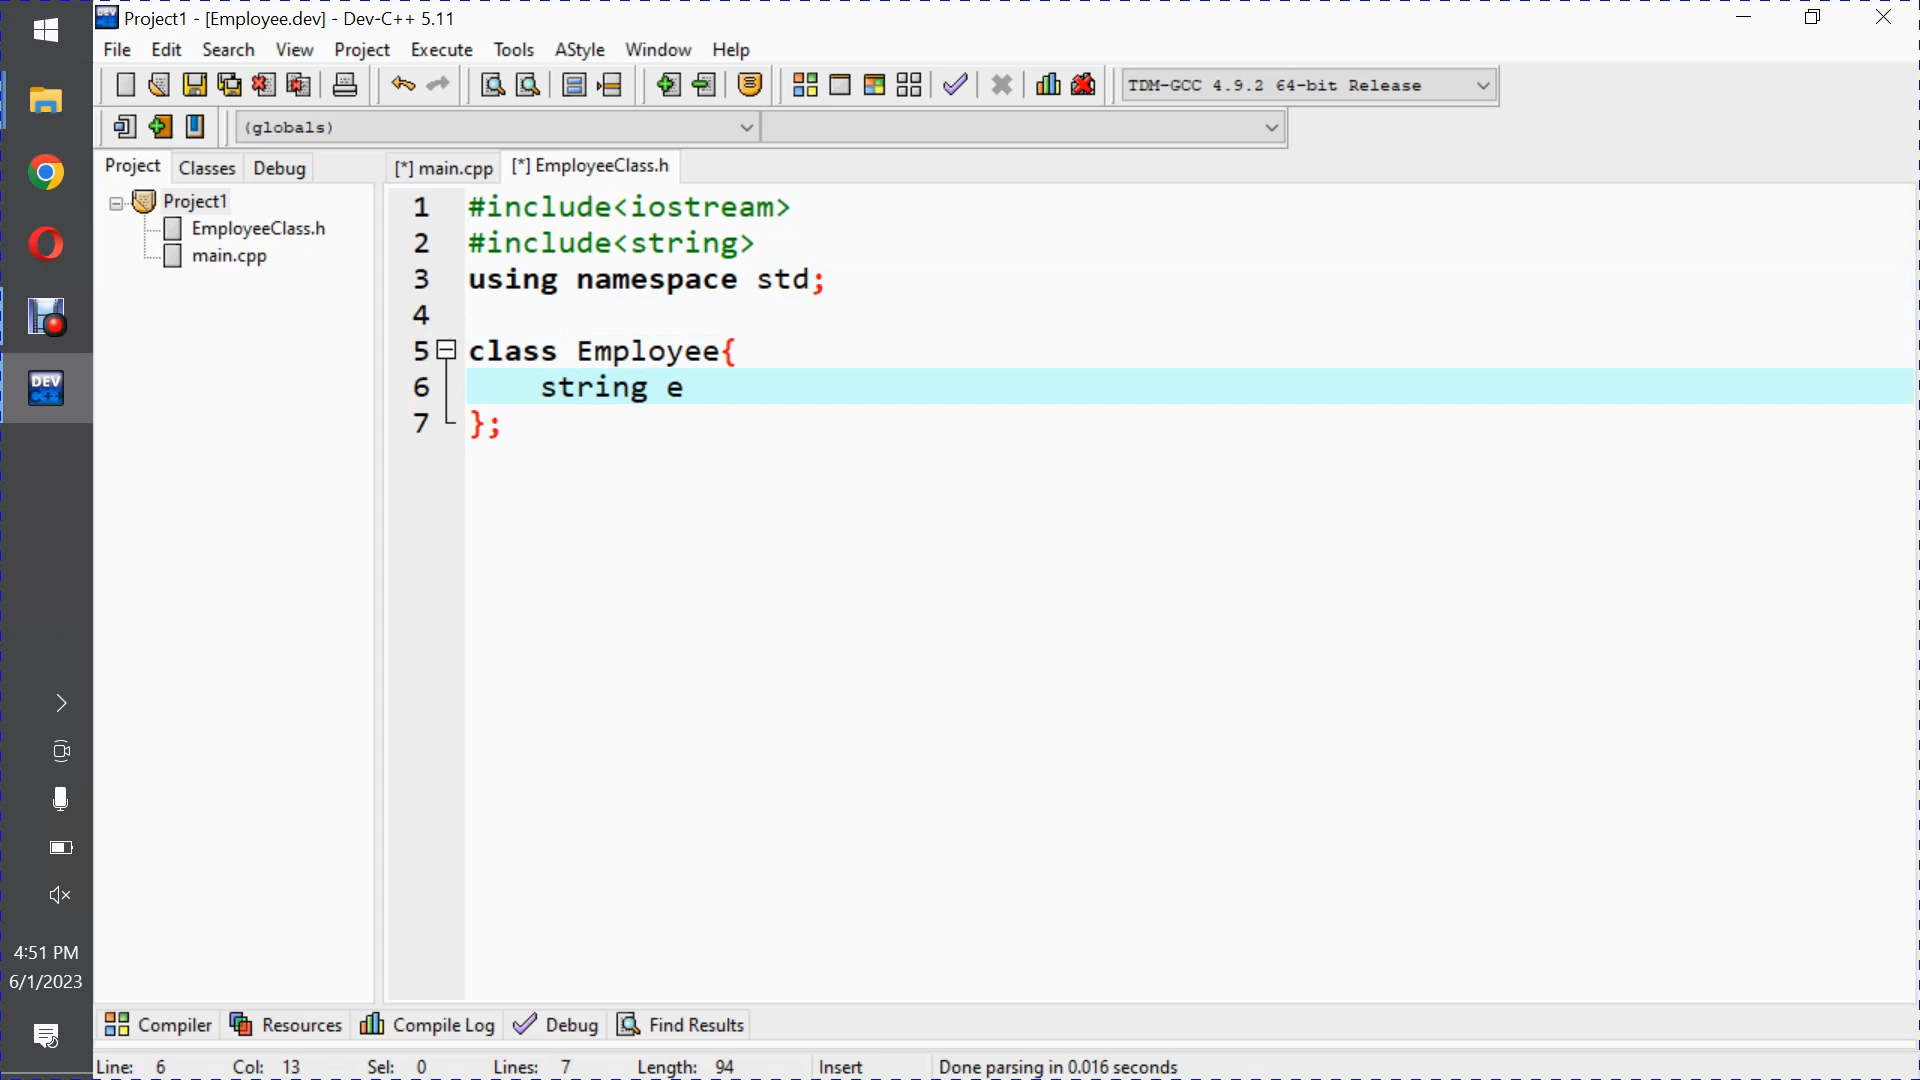 Project1 - [Employee.dev] - Dev-C++ 5.11
File Edit Search View Project Execute Tools AStyle Window Help
TDM-GCC 4.9.2 64-bit Release
(globals)
Project Classes Debug
[*] main.cpp [*] EmployeeClass.h
Project1
EmployeeClass.h
main.cpp
1 #include<iostream>
2 #include<string>
3 using namespace std;
4
5 class Employee{
6 string e
7 };
DEV
C++
4:51 PM
6/1/2023
Compiler Resources Compile Log Debug Find Results
Line: 6 Col: 13 Sel: 0 Lines: 7 Length: 94 Insert Done parsing in 0.016 seconds